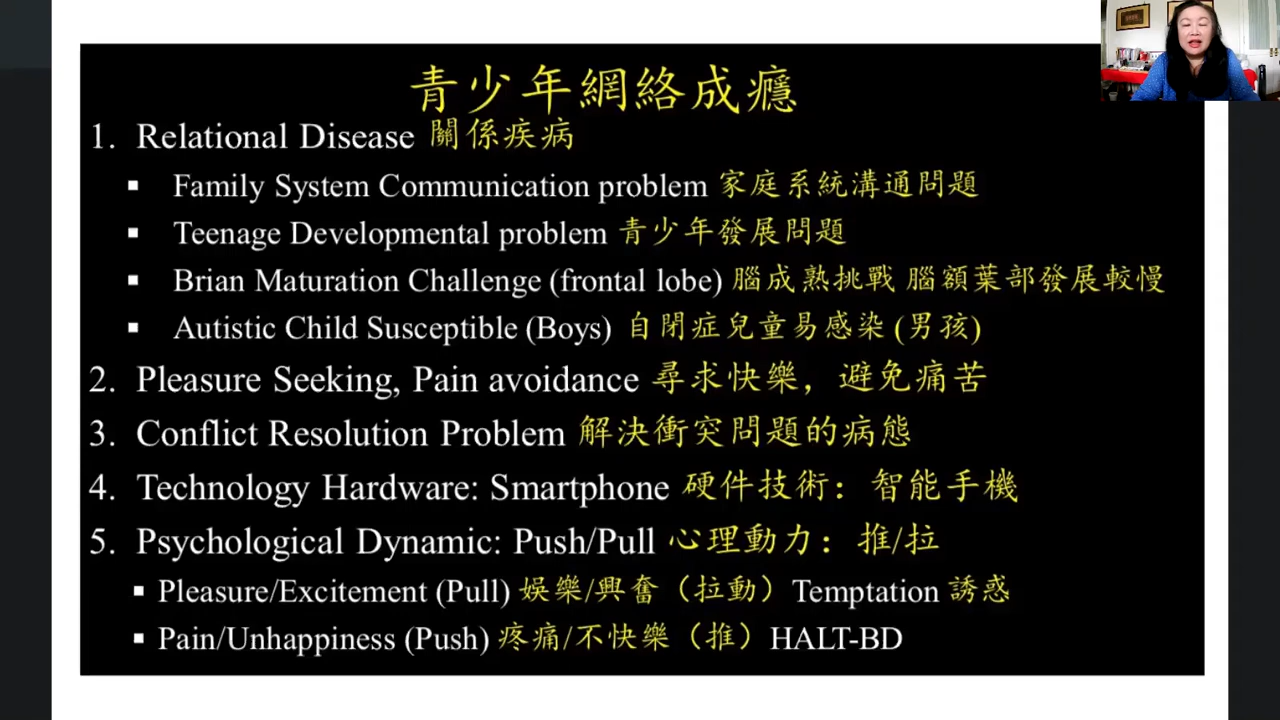 青少年網絡成癮
1. Relational Disease 關係疾病
▪ Family System Communication problem 家庭系統溝通問題
▪ Teenage Developmental problem 青少年發展問題
▪ Brian Maturation Challenge (frontal lobe) 腦成熟挑戰 腦額葉部發展較慢
▪ Autistic Child Susceptible (Boys) 自閉症兒童易感染 (男孩)
2. Pleasure Seeking, Pain avoidance 尋求快樂，避免痛苦
3. Conflict Resolution Problem 解決衝突問題的病態
4. Technology Hardware: Smartphone 硬件技術：智能手機
5. Psychological Dynamic: Push/Pull 心理動力：推/拉
▪ Pleasure/Excitement (Pull) 娛樂/興奮（拉動）Temptation 誘惑
▪ Pain/Unhappiness (Push) 疼痛/不快樂（推）HALT-BD